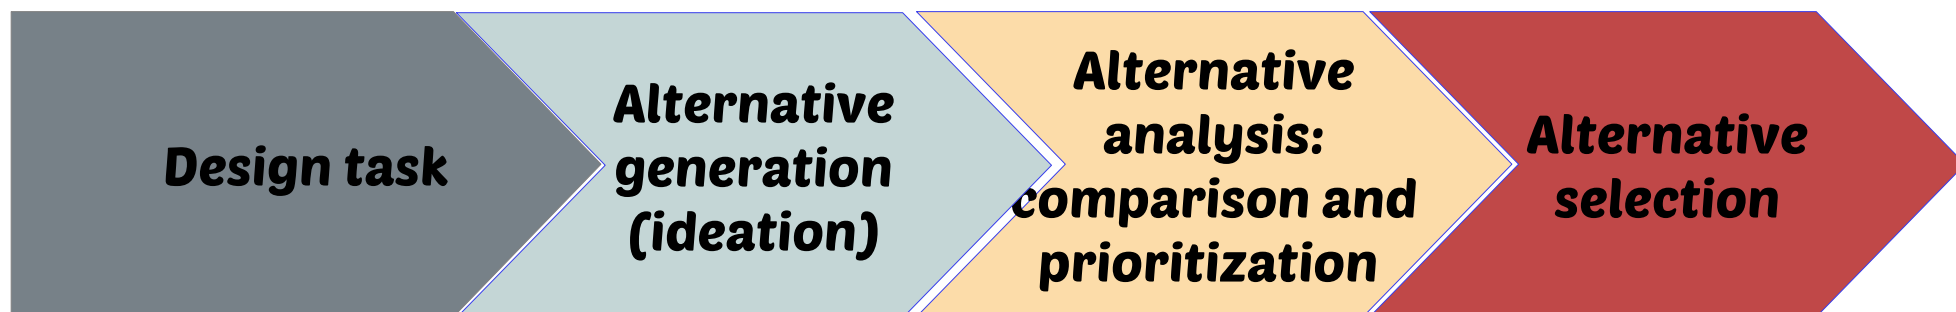 Design task
Alternative
generation
(ideation)
Alternative
analysis:
comparison and
prioritization
Alternative
selection